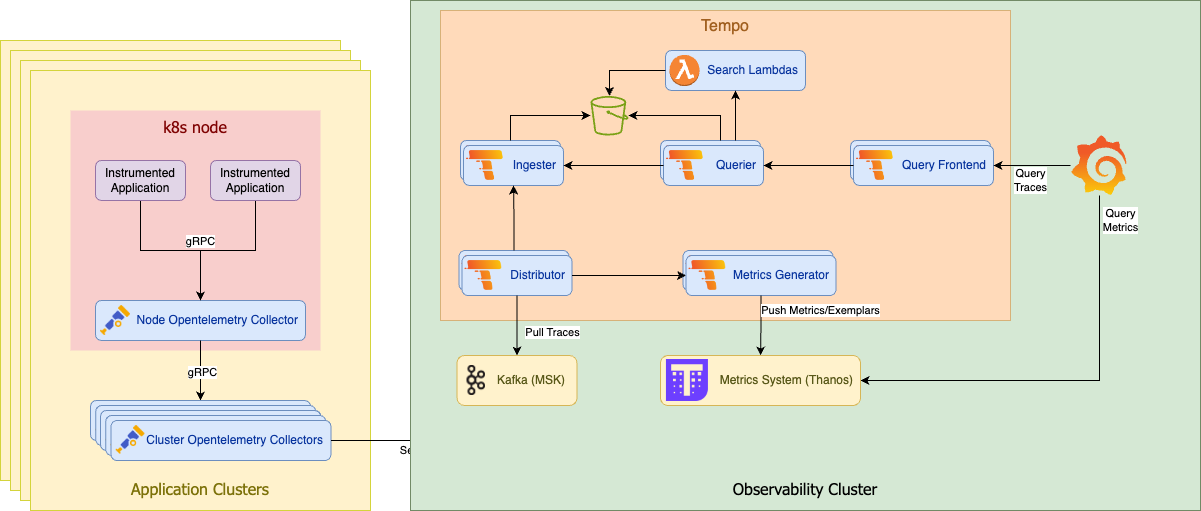 Tempo
Search Lambdas
k8s node
Instrumented
Application
Instrumented
Application
gRPC
Node Opentelemetry Collector
gRPC
Cluster Opentelemetry Collectors
Application Clusters
Ingester
Querier
Query Frontend
Query
Traces
Query
Metrics
Distributor
Metrics Generator
Push Metrics/Exemplars
Pull Traces
Kafka (MSK)
Metrics System (Thanos)
Observability Cluster